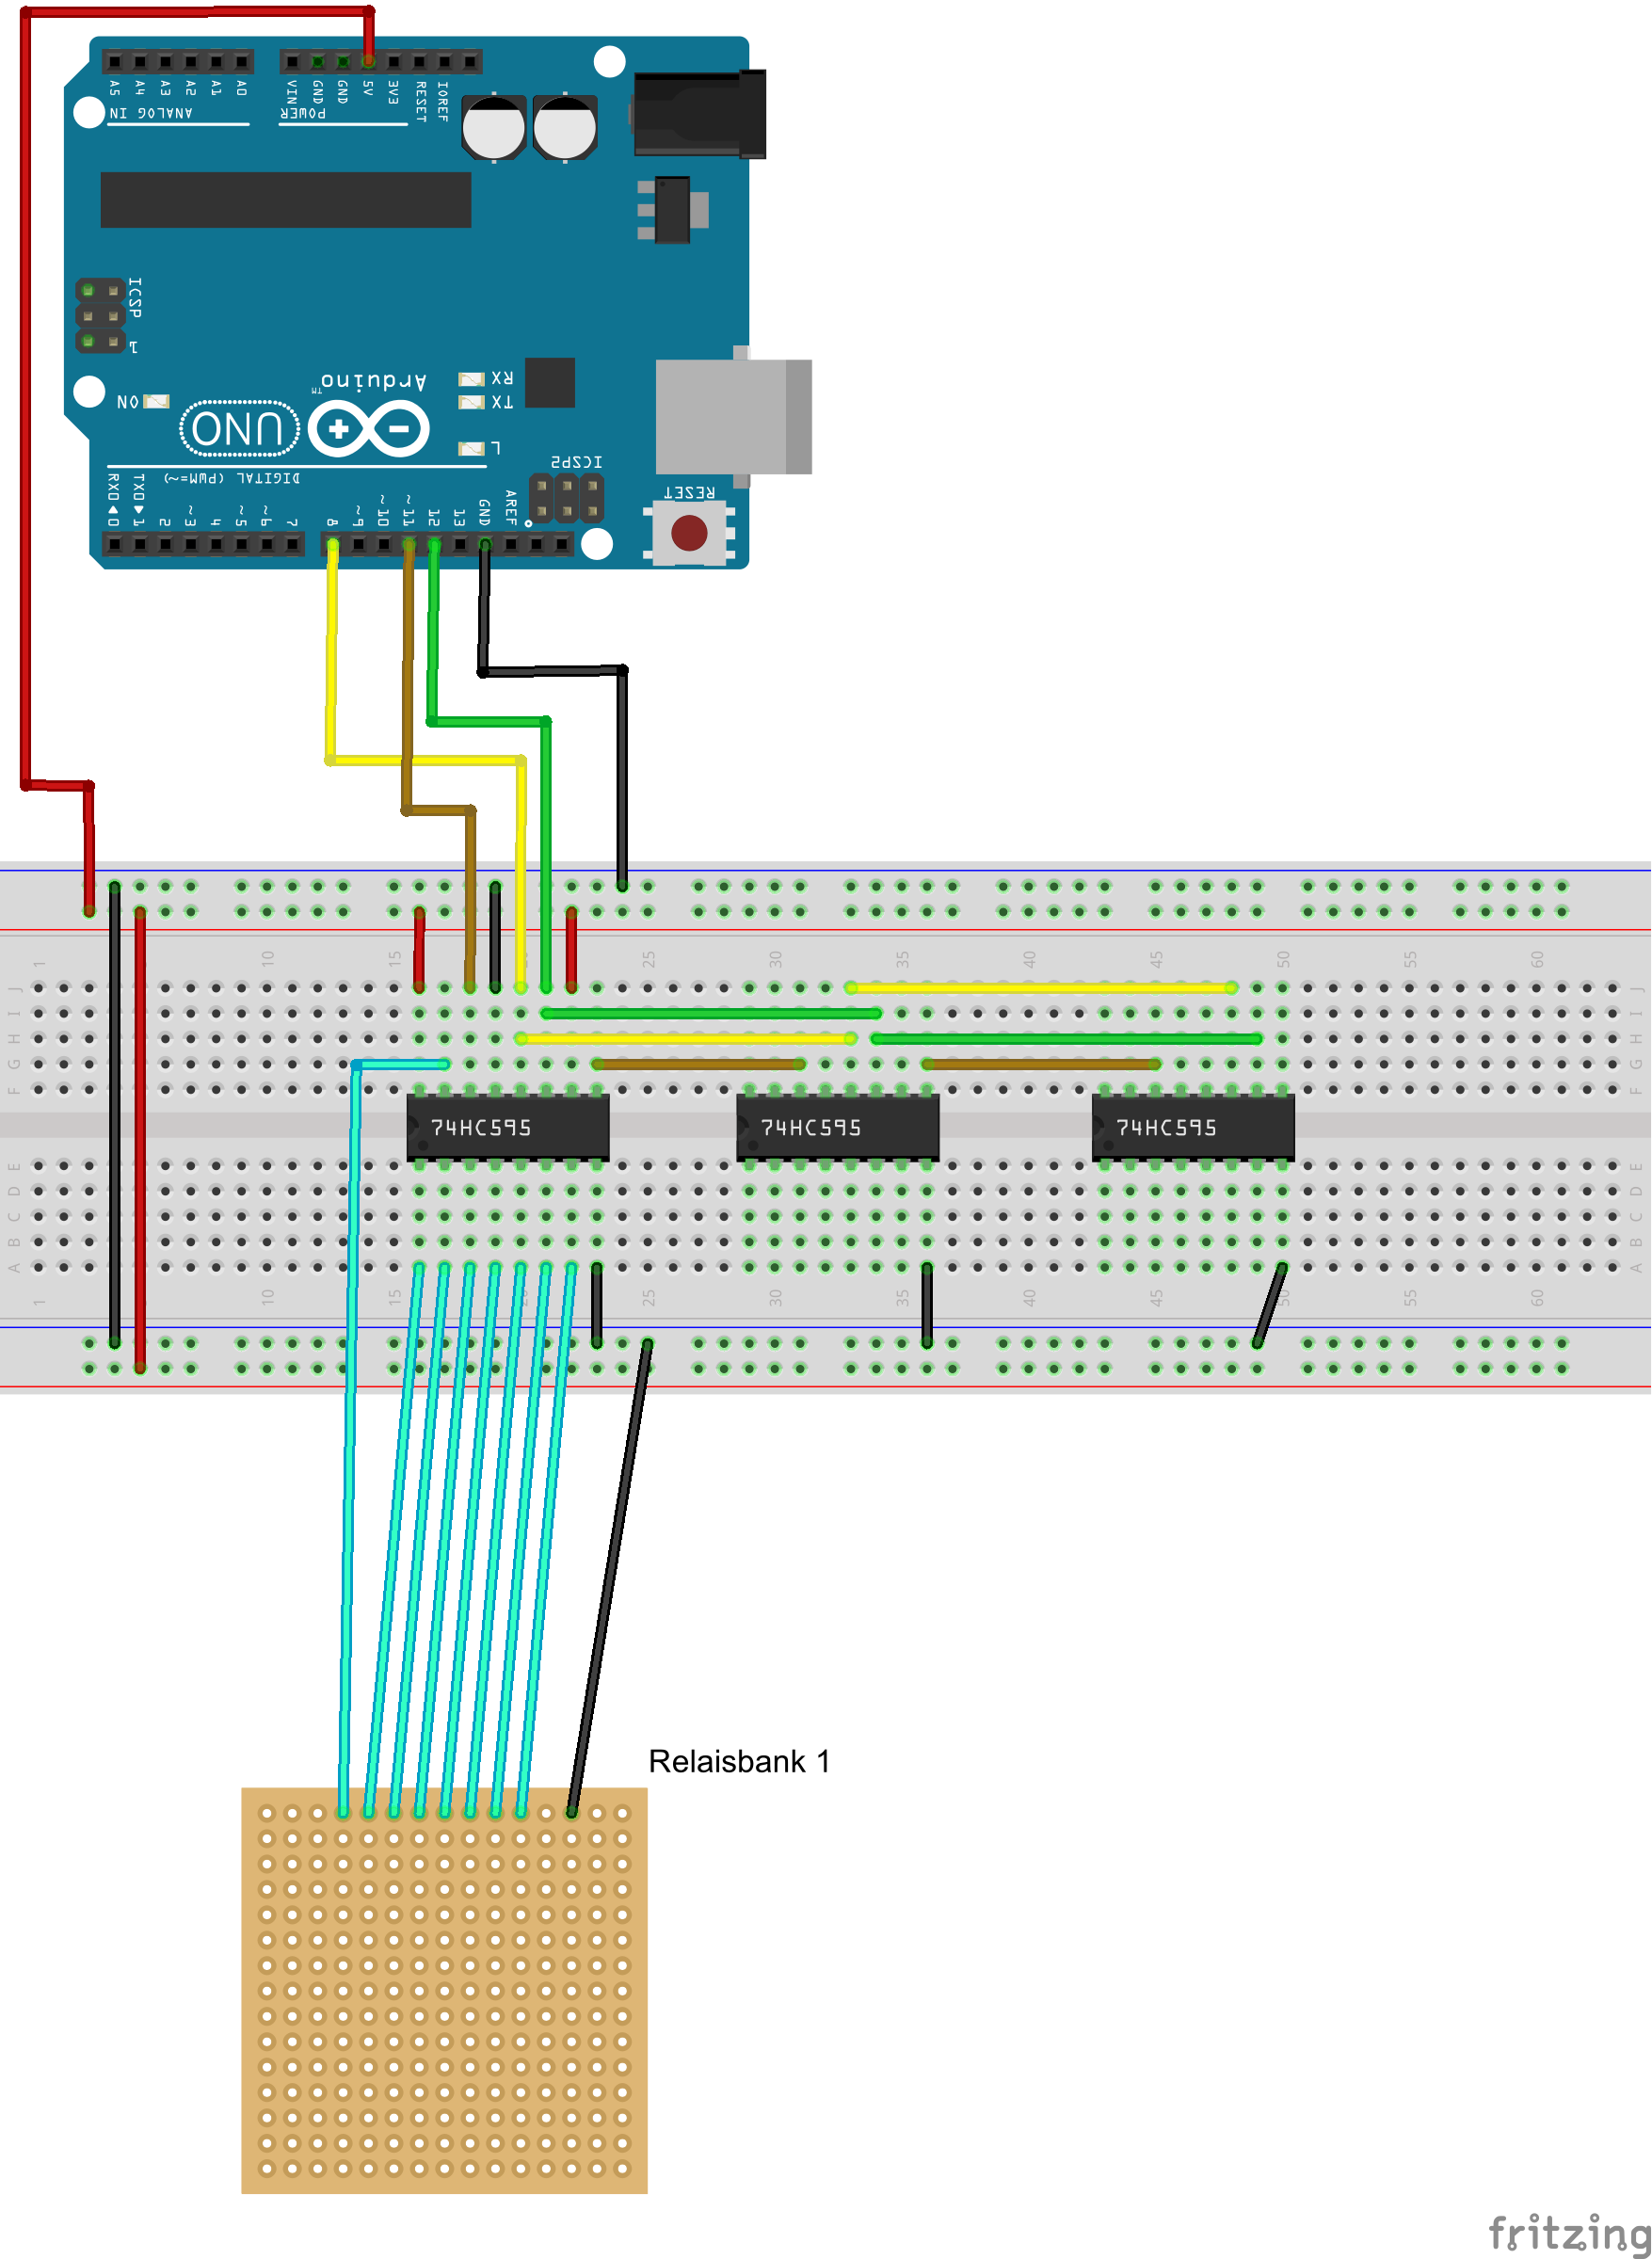 A5 A4 A3 A2 A1 A0
VIN GND GND 5V 3V3 RESET IOREF
ANALOG IN
POWER
ICSP
1
ON
Arduino™
UNO
RX
TX
L
ICSP2
DIGITAL (PWM=~)
RESET
RX0◀0 TX0▶1 2 ~3 4 ~5 ~6 7 8 ~9 ~10 ~11 12 13 GND AREF
1 10 15 20 25 30 35 40 45 50 55 60
J J
I I
H H
G G
F F
74HC595 74HC595 74HC595
E E
D D
C C
B B
A A
1 10 15 20 25 30 35 40 45 50 55 60
Relaisbank 1
fritzing